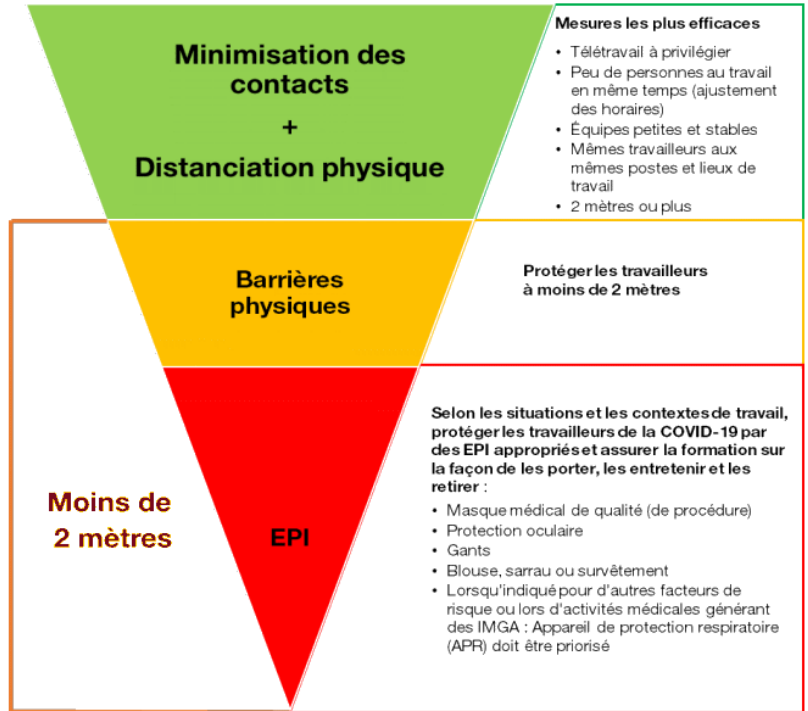 Minimisation des
contacts
+
Distanciation physique
Mesures les plus efficaces
• Télétravail à privilégier
• Peu de personnes au travail
en même temps (ajustement
des horaires)
• Équipes petites et stables
• Mêmes travailleurs aux
mêmes postes et lieux de
travail
• 2 mètres ou plus
Barrières
physiques
Protéger les travailleurs
à moins de 2 mètres
Moins de
2 mètres
EPI
Selon les situations et les contextes de travail,
protéger les travailleurs de la COVID-19 par
des EPI appropriés et assurer la formation sur
la façon de les porter, les entretenir et les
retirer :
• Masque médical de qualité (de procédure)
• Protection oculaire
• Gants
• Blouse, sarrau ou survêtement
• Lorsqu'indiqué pour d'autres facteurs de
risque ou lors d'activités médicales générant
des IMGA : Appareil de protection respiratoire
(APR) doit être priorisé